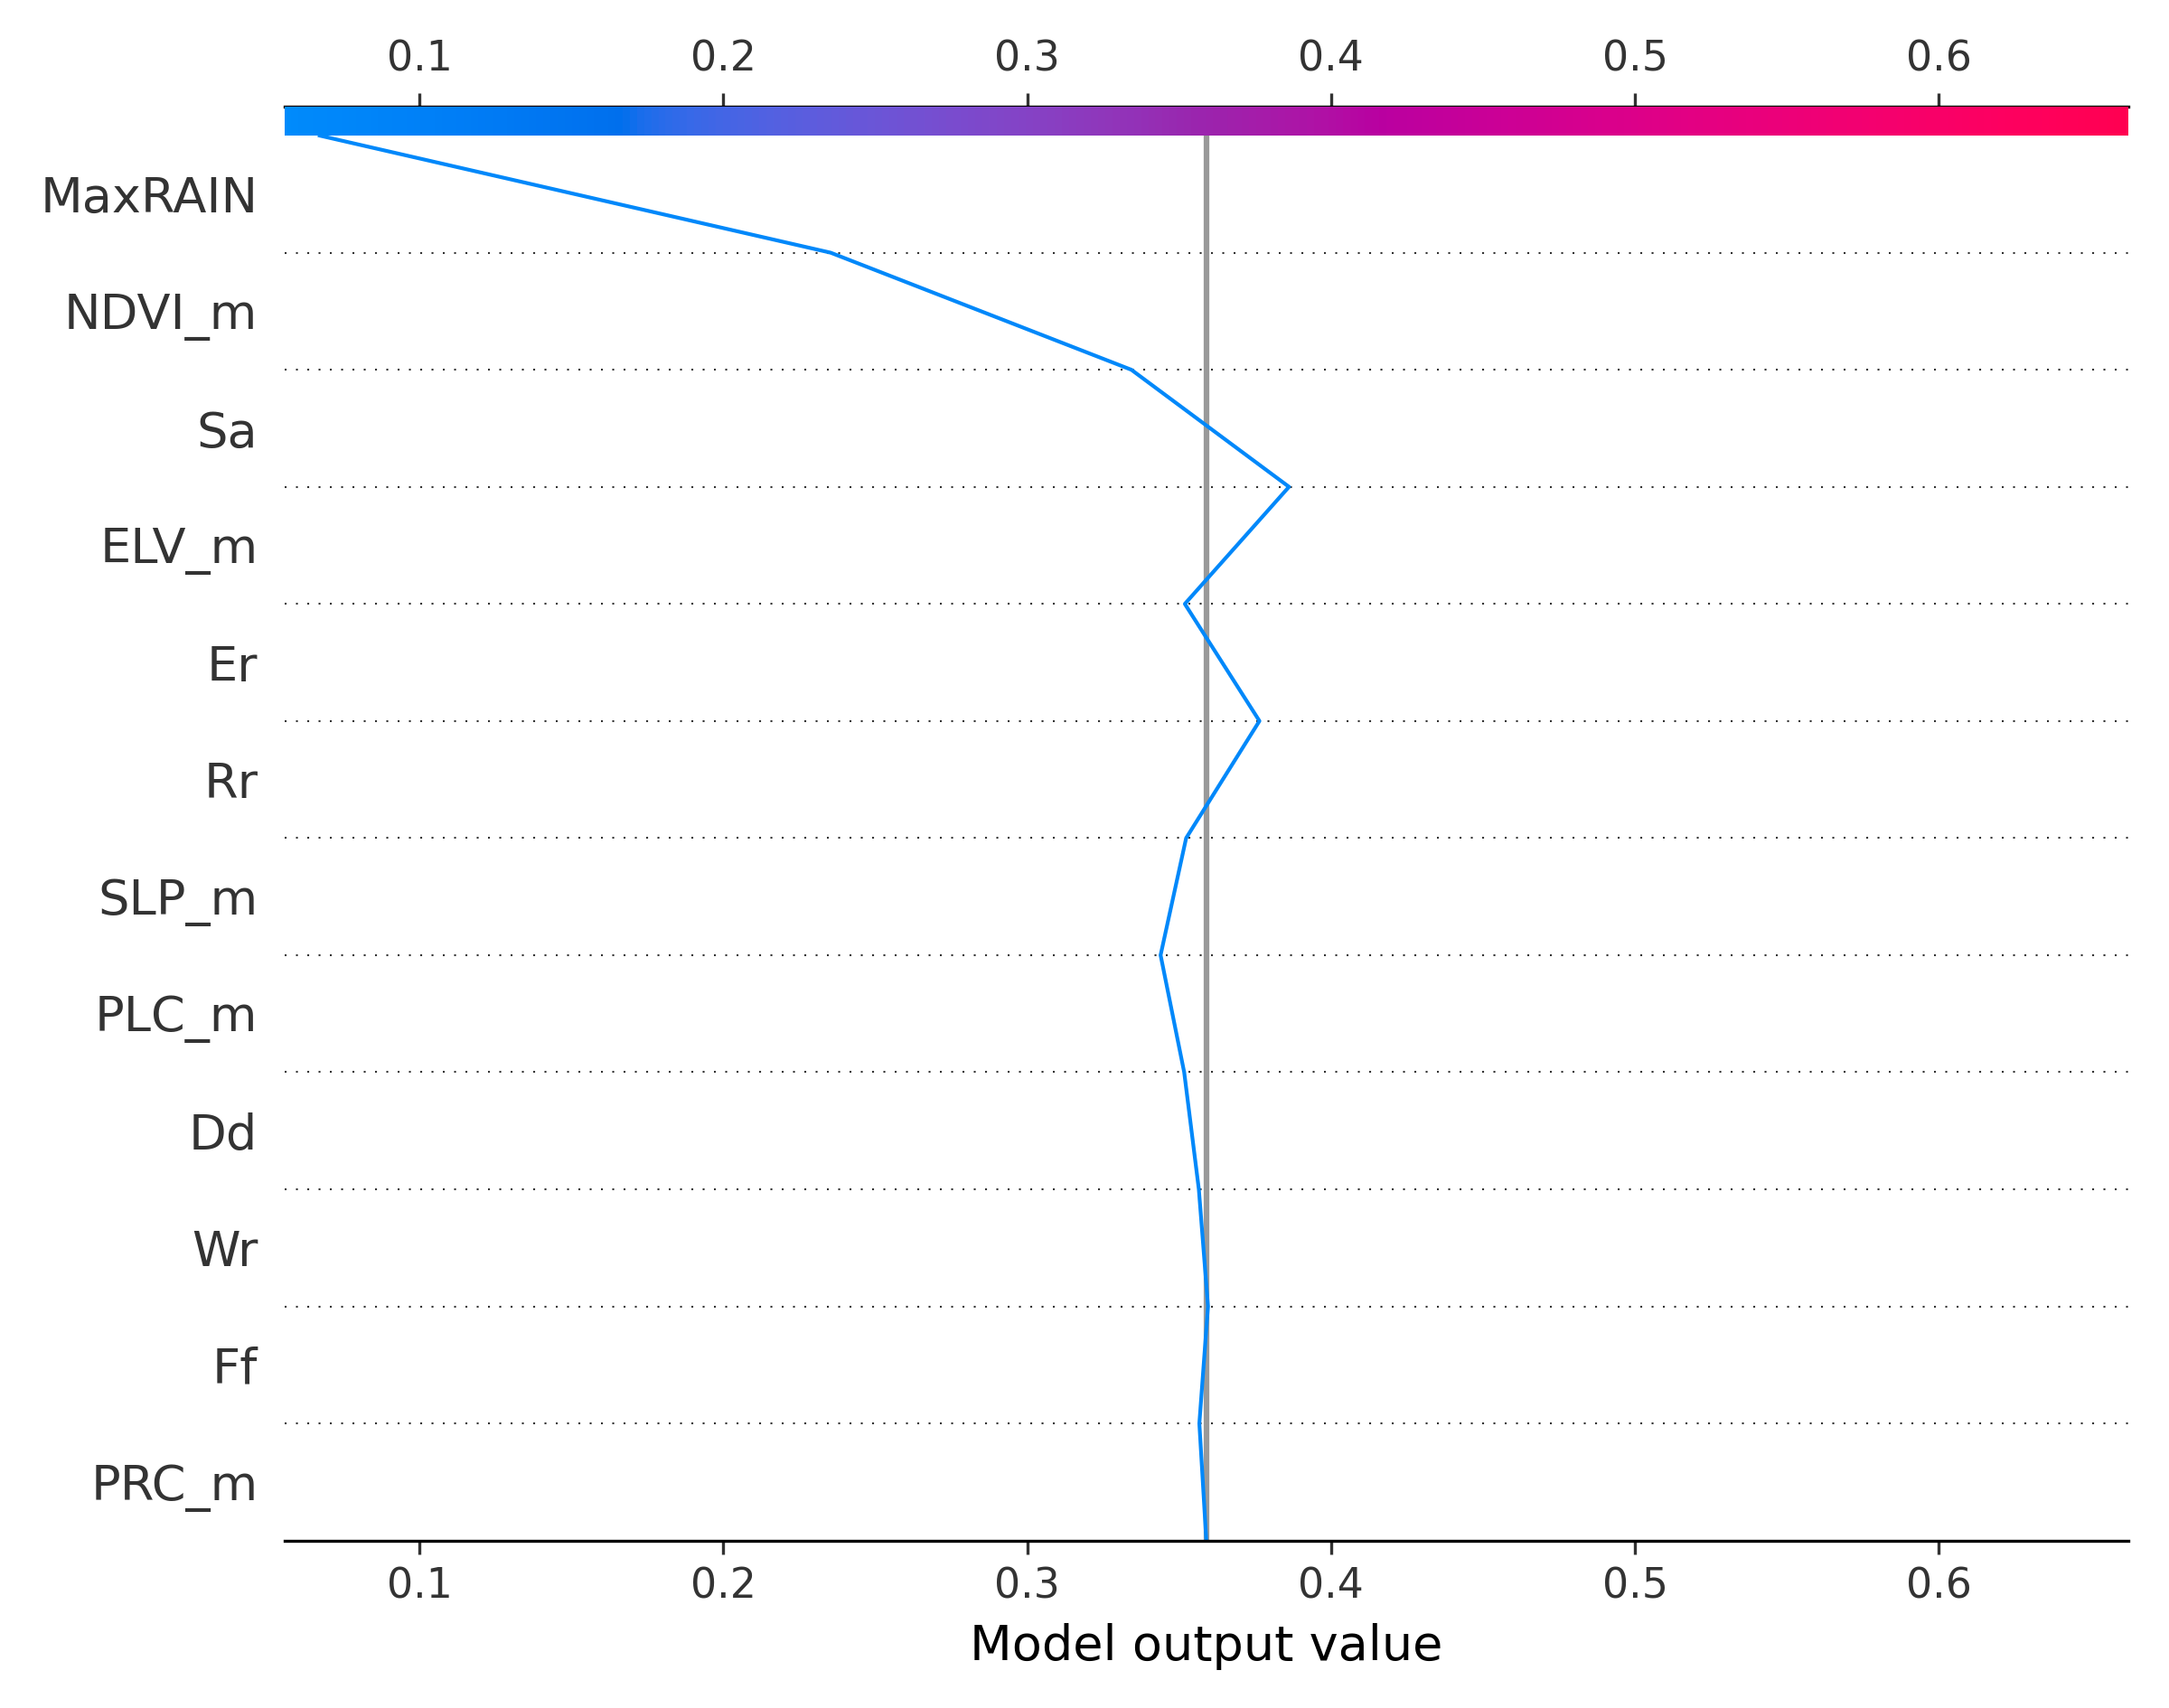 0.1 0.2 0.3 0.4 0.5 0.6
MaxRAIN
NDVI_m
Sa
ELV_m
Er
Rr
SLP_m
PLC_m
Dd
Wr
Ff
PRC_m
0.1 0.2 0.3 0.4 0.5 0.6
Model output value